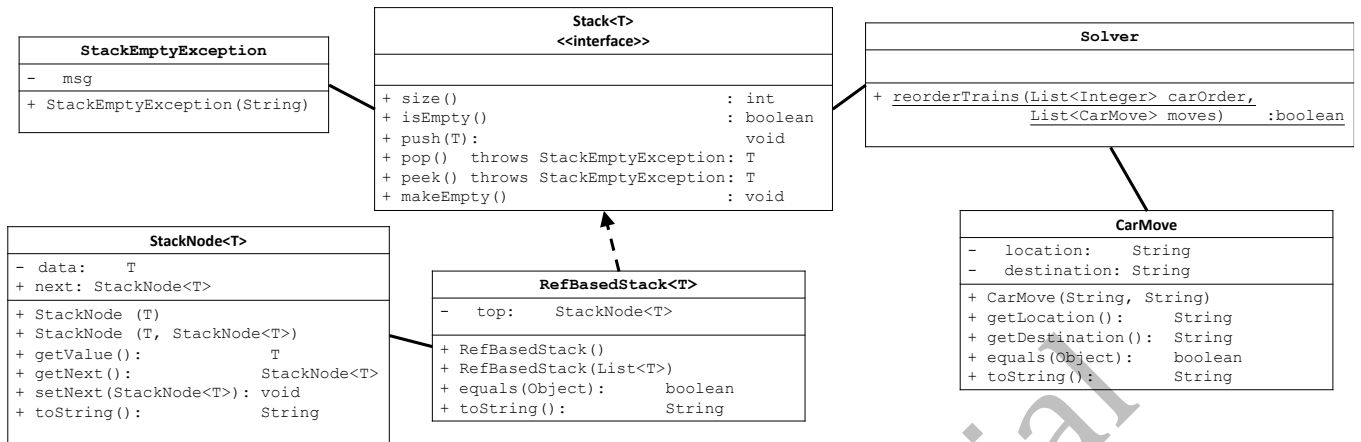 StackEmptyException
- msg
+ StackEmptyException(String)
Stack<T>
<<interface>>
+ size() : int
+ isEmpty() : boolean
+ push(T): void
+ pop() throws StackEmptyException: T
+ peek() throws StackEmptyException: T
+ makeEmpty() : void
Solver
+ reorderTrains(List<Integer> carOrder,
List<CarMove> moves) :boolean
StackNode<T>
- data: T
+ next: StackNode<T>
+ StackNode (T)
+ StackNode (T, StackNode<T>)
+ getValue(): T
+ getNext(): StackNode<T>
+ setNext(StackNode<T>): void
+ toString(): String
RefBasedStack<T>
- top: StackNode<T>
+ RefBasedStack()
+ RefBasedStack(List<T>)
+ equals(Object): boolean
+ toString(): String
CarMove
- location: String
- destination: String
+ CarMove(String, String)
+ getLocation(): String
+ getDestination(): String
+ equals(Object): boolean
+ toString(): String